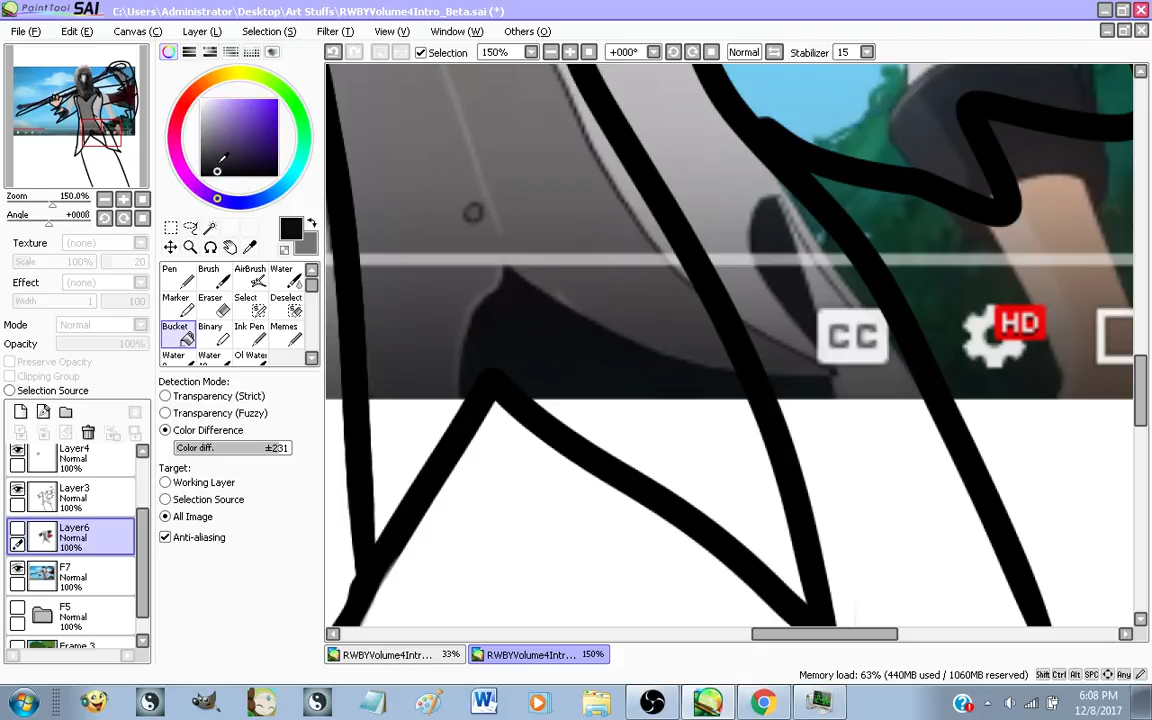 PaintTool SAI C:\Users\Administrator\Desktop\Art Stuffs\RWBYVolume4Intro_Beta.sai (*)
File (F) Edit (E) Canvas (C) Layer (L) Selection (S) Filter (T) View (V) Window (W) Others (O)
Selection 150% +000° Normal Stabilizer 15
Zoom 150.0%
Angle +000θ
Texture (none)
Scale 100% 20
Effect (none)
Width 1 100
Mode Normal
Opacity 100%
Preserve Opacity
Clipping Group
Selection Source
Layer4
Normal
100%
Layer3
Normal
100%
Layer6
Normal
100%
F7
Normal
100%
F5
Normal
100%
Frame 3
Pen Brush AirBrush Water
Marker Eraser Select Deselect
Bucket Binary Ink Pen Memes
Water Water Ol Water
Detection Mode:
Transparency (Strict)
Transparency (Fuzzy)
Color Difference
Color diff. ±231
Target:
Working Layer
Selection Source
All Image
Anti-aliasing
CC HD
RWBYVolume4Intr... 33% RWBYVolume4Intr... 150%
Memory load: 63% (440MB used / 1060MB reserved) Shift Ctrl Alt SPC Any
6:08 PM
12/8/2017